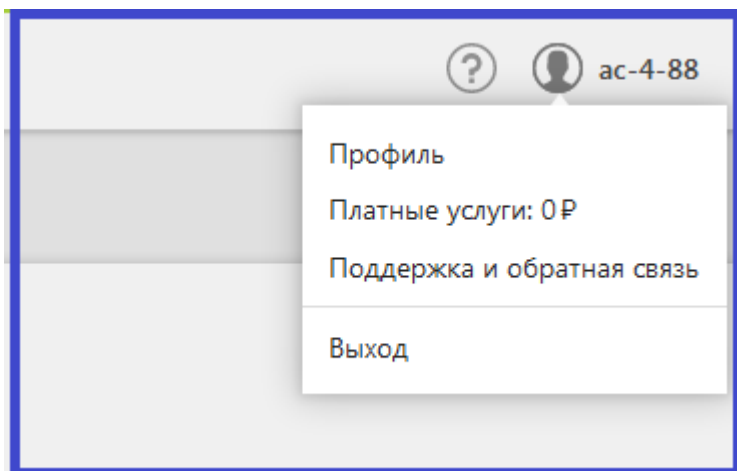 ? ac-4-88
Профиль
Платные услуги: 0 ₽
Поддержка и обратная связь
Выход